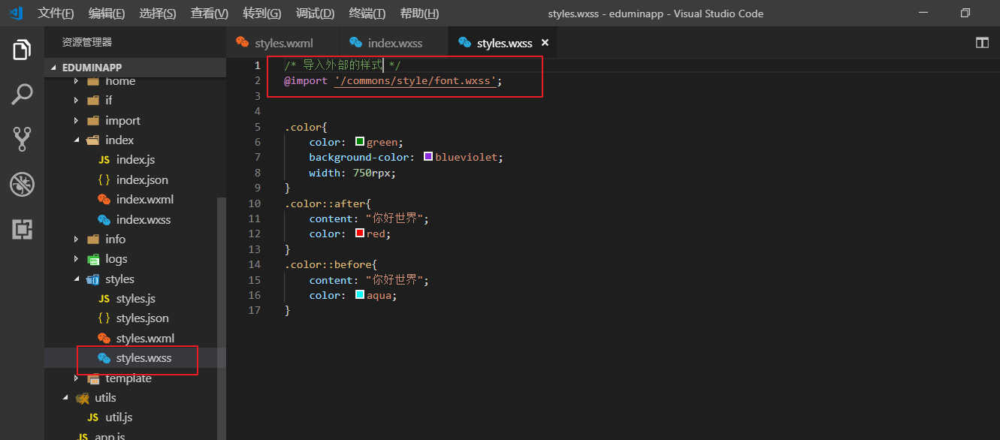 文件(F) 编辑(E) 选择(S) 查看(V) 转到(G) 调试(D) 终端(T) 帮助(H) styles.wxss - eduminapp - Visual Studio Code
资源管理器
EDUMINAPP
home
if
import
index
JS index.js
{ } index.json
index.wxml
index.wxss
info
logs
styles
JS styles.js
{ } styles.json
styles.wxml
styles.wxss
template
utils
JS util.js
JS app.js
styles.wxml index.wxss styles.wxss ×
1 /* 导入外部的样式 */
2 @import '/commons/style/font.wxss';
3
4
5 .color{
6 color: green;
7 background-color: blueviolet;
8 width: 750rpx;
9 }
10 .color::after{
11 content: "你好世界";
12 color: red;
13 }
14 .color::before{
15 content: "你好世界";
16 color: aqua;
17 }